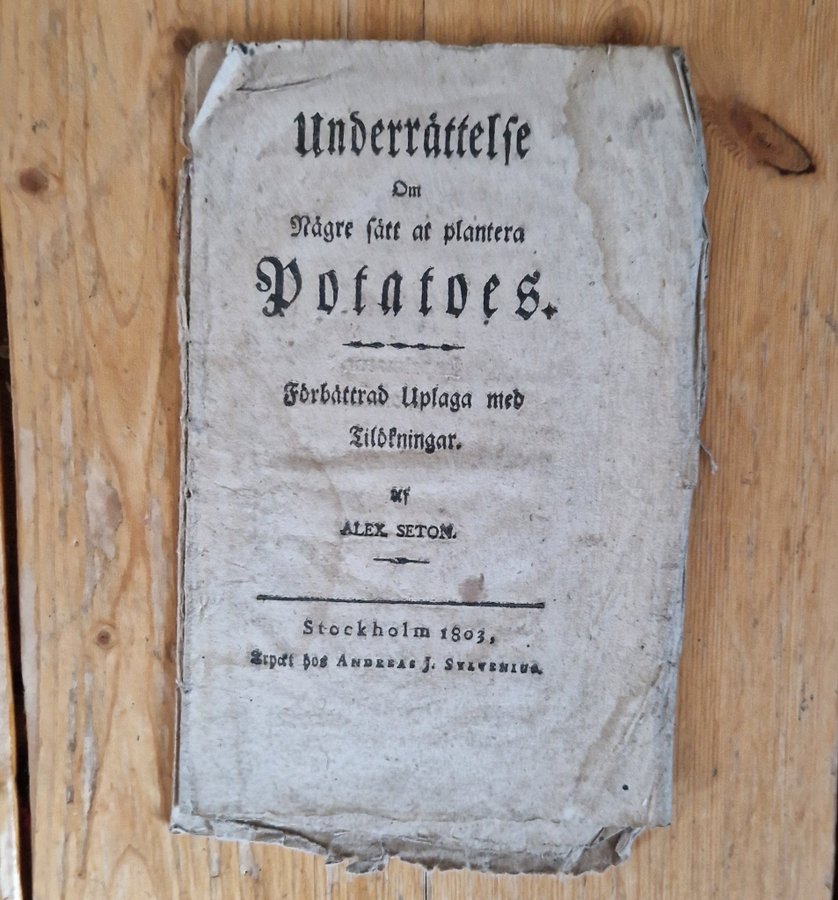 Underrättelse
Om
Någre sätt at plantera
Potatoes.
Förbättrad Uplaga med
Tilökningar.
Af
ALEX. SETON.
Stockholm 1803,
Tryckt hos ANDREAS J. SYLVENIUS.